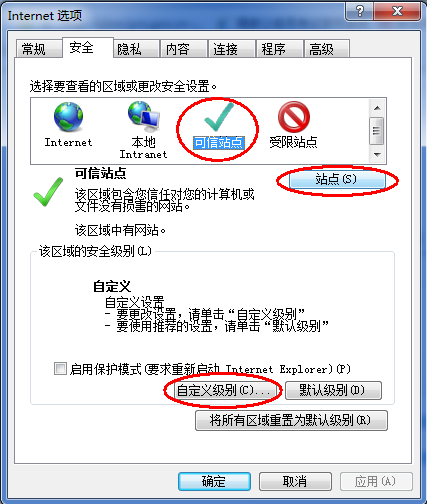 Internet 选项
常规 安全 隐私 内容 连接 程序 高级
选择要查看的区域或更改安全设置。
Internet
本地
Intranet
可信站点
受限站点
可信站点
站点(S)
该区域包含您信任对您的计算机或
文件没有损害的网站。
该区域中有网站。
该区域的安全级别(L)
自定义
自定义设置
- 要更改设置，请单击“自定义级别”
- 要使用推荐的设置，请单击“默认级别”
启用保护模式(要求重新启动 Internet Explorer)(P)
自定义级别(C)... 默认级别(D)
将所有区域重置为默认级别(R)
确定 取消 应用(A)